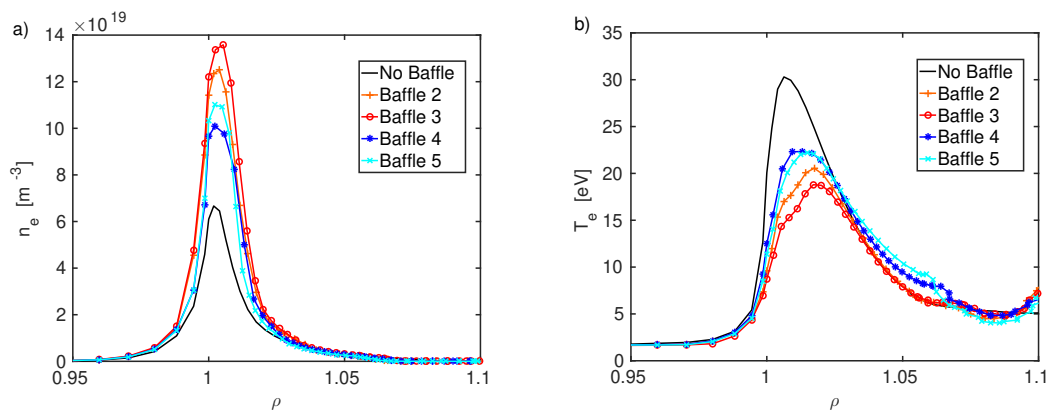 a)
× 10^19
n_e [m^-3]
14
12
10
8
6
4
2
0
No Baffle
Baffle 2
Baffle 3
Baffle 4
Baffle 5
0.95
1
1.05
1.1
ρ
b)
T_e [eV]
35
30
25
20
15
10
5
0
No Baffle
Baffle 2
Baffle 3
Baffle 4
Baffle 5
0.95
1
1.05
1.1
ρ